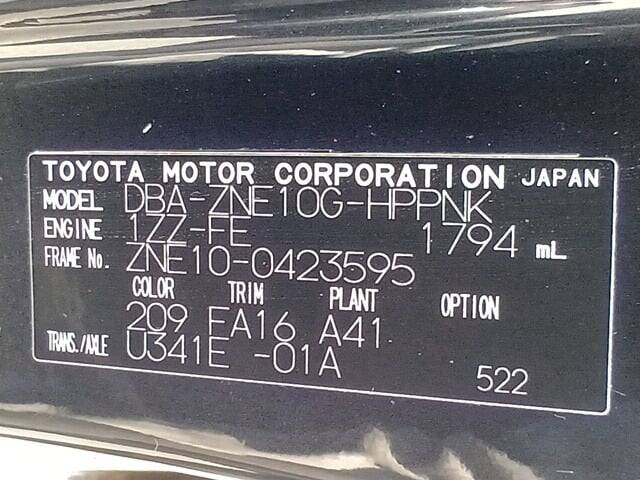 TOYOTA MOTOR CORPORATION JAPAN
MODEL DBA-ZNE10G-HPPNK
ENGINE 1ZZ-FE 1794 mL
FRAME No. ZNE10-0423595
COLOR TRIM PLANT OPTION
209 FA16 A41
TRANS./AXLE U341E -01A
522